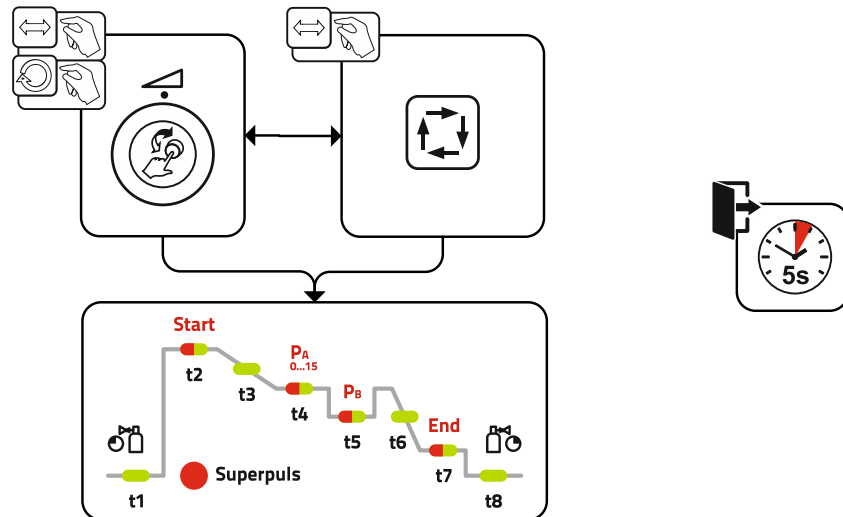 5s
Start
PA
0...15
t2
t3
PB
t4
End
t5
t6
Superpuls
t7
t1
t8